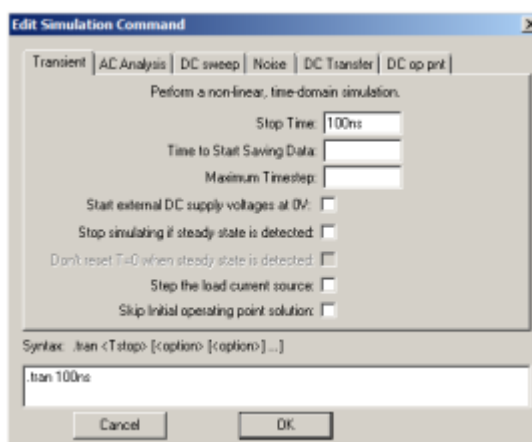 Edit Simulation Command
Transient AC Analysis DC sweep Noise DC Transfer DC op pnt
Perform a non-linear, time-domain simulation.
Stop Time: 100ns
Time to Start Saving Data:
Maximum Timestep:
Start external DC supply voltages at 0V:
Stop simulating if steady state is detected:
Don't reset T=0 when steady state is detected:
Step the load current source:
Skip Initial operating point solution:
Syntax: .tran <Tstop> [<option> [<option>] ...]
.tran 100ns
Cancel OK